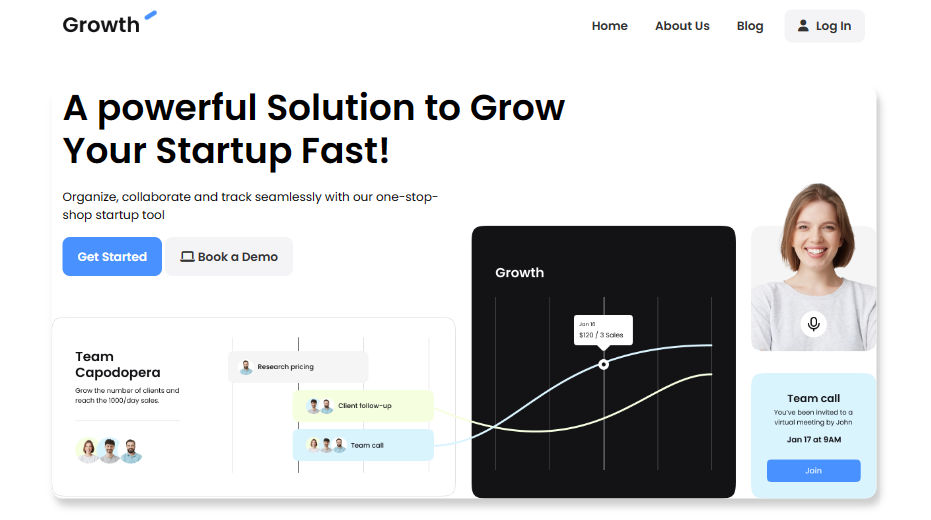 Growth
Home
About Us
Blog
Log In
A powerful Solution to Grow
Your Startup Fast!
Organize, collaborate and track seamlessly with our one-stop-
shop startup tool
Get Started
Book a Demo
Team
Capodopera
Grow the number of clients and
reach the 1000/day sales.
Research pricing
Client follow-up
Team call
Growth
Jan 16
$120 / 3 Sales
Team call
You've been invited to a
virtual meeting by John
Jan 17 at 9AM
Join